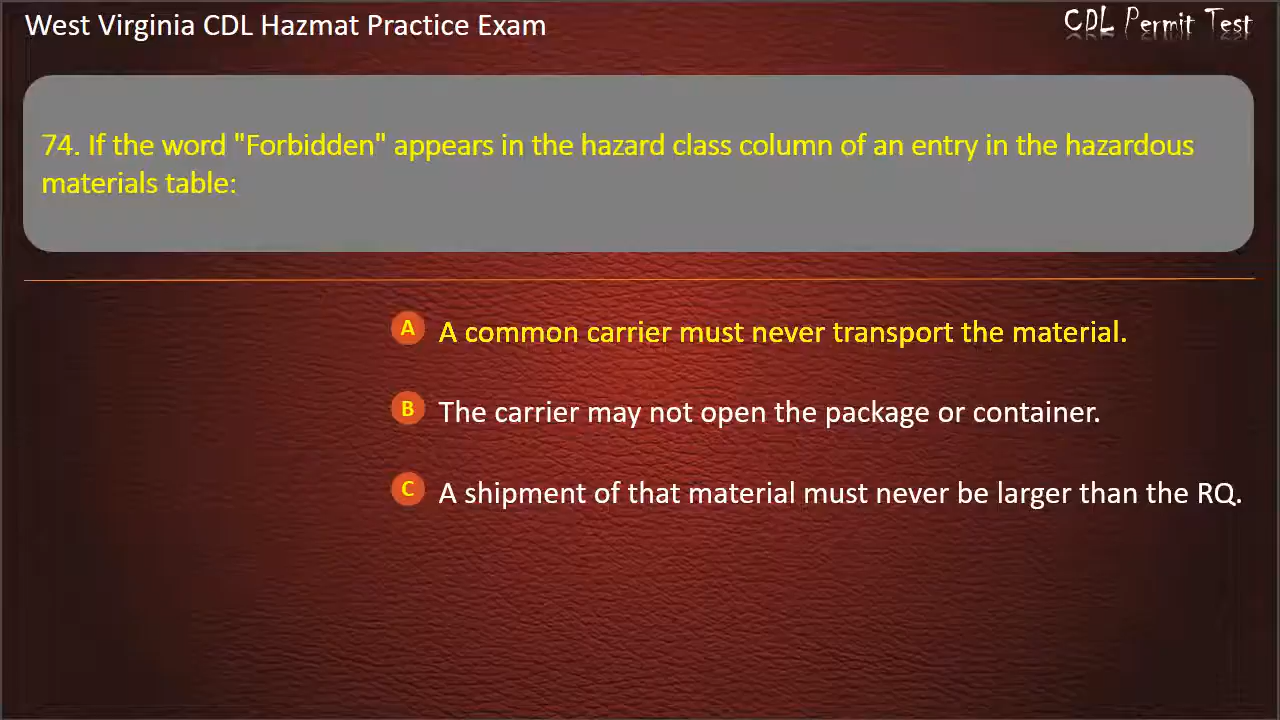 West Virginia CDL Hazmat Practice Exam
CDL Permit Test
74. If the word "Forbidden" appears in the hazard class column of an entry in the hazardous
materials table:
A A common carrier must never transport the material.
B The carrier may not open the package or container.
C A shipment of that material must never be larger than the RQ.